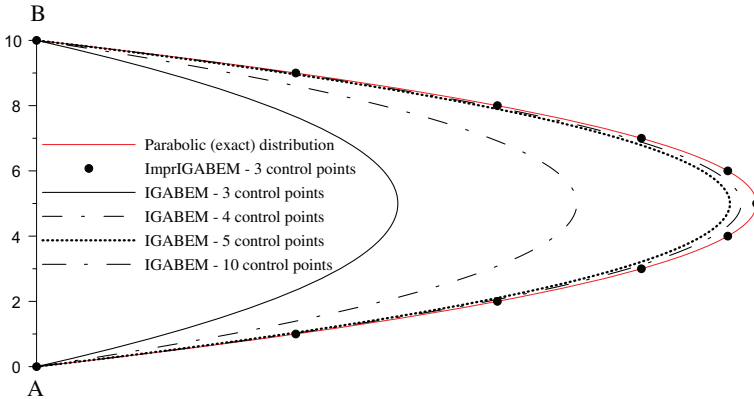 B
10
8
6
4
2
0
A
Parabolic (exact) distribution
ImprIGABEM - 3 control points
IGABEM - 3 control points
IGABEM - 4 control points
IGABEM - 5 control points
IGABEM - 10 control points